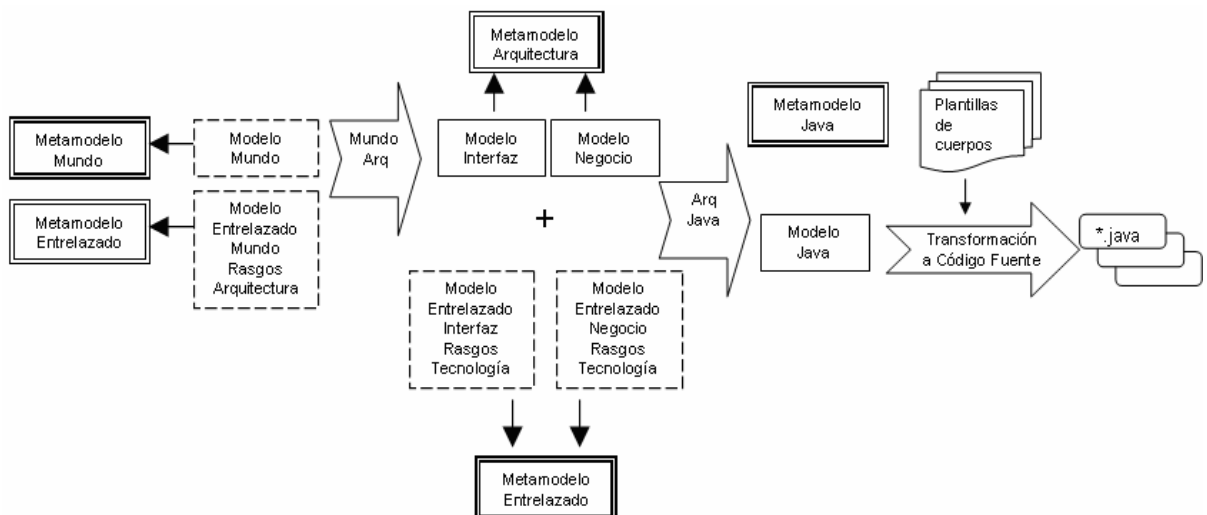 Metamodelo
Arquitectura
Metamodelo
Mundo
Modelo
Mundo
Mundo
Arq
Modelo
Interfaz
Modelo
Negocio
Metamodelo
Java
Plantillas
de
cuerpos
Metamodelo
Entrelazado
Modelo
Entrelazado
Mundo
Rasgos
Arquitectura
+
Arq
Java
Modelo
Java
Transformación
a Código Fuente
*.java
Modelo
Entrelazado
Interfaz
Rasgos
Tecnología
Modelo
Entrelazado
Negocio
Rasgos
Tecnología
Metamodelo
Entrelazado